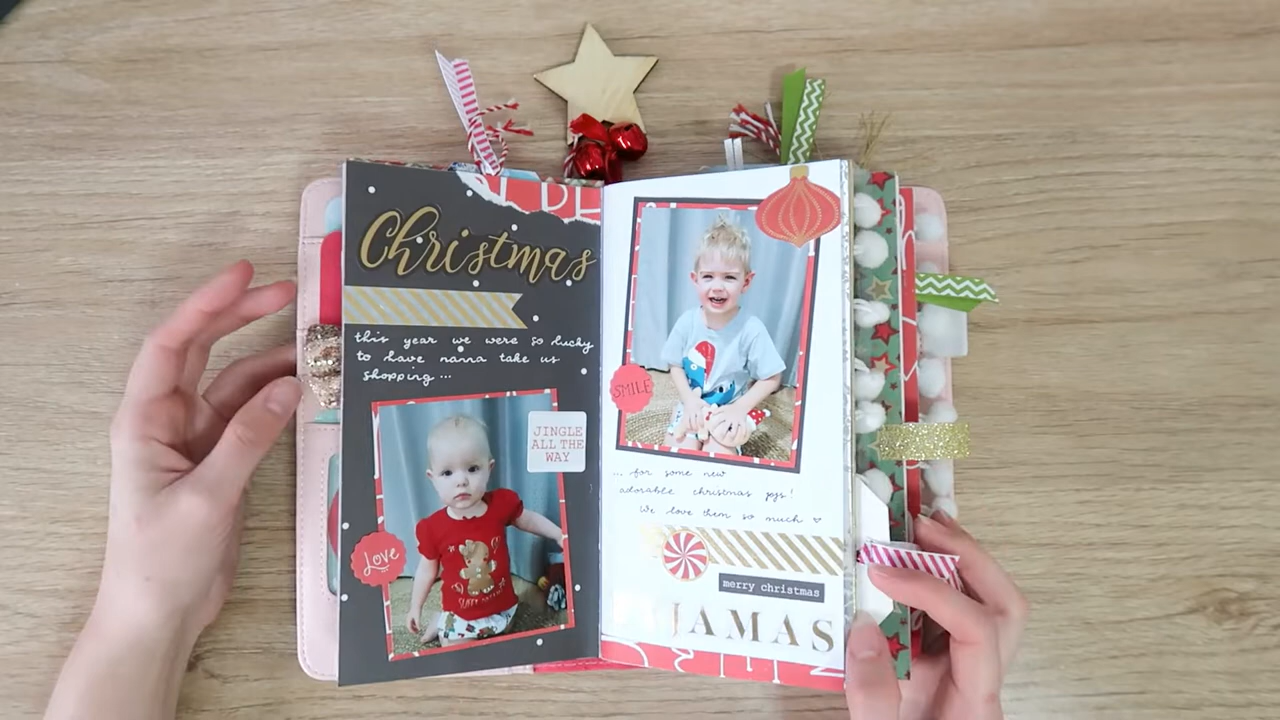 Christmas
this year we were so lucky
to have nanna take us
shopping ...
JINGLE
ALL THE
WAY
Love
SMILE
... for some new
adorable christmas pjs!
We love them so much ♡
merry christmas
JAMAS